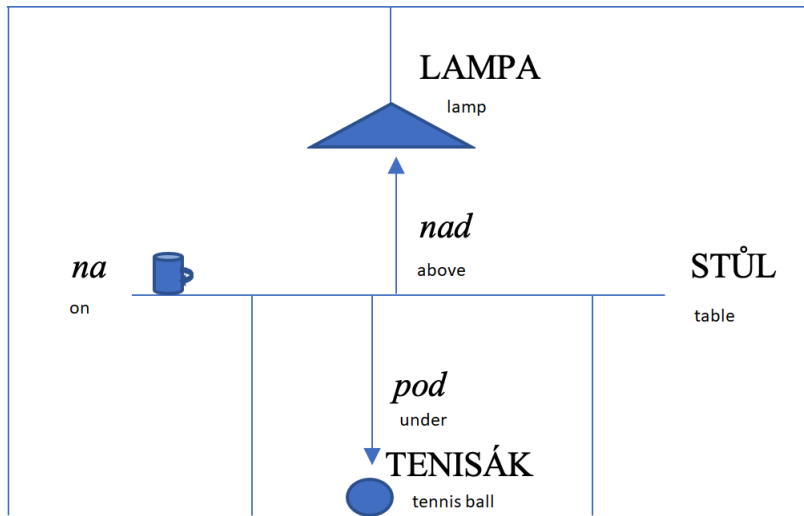 LAMPA
lamp
nad
above
na
on
STŮL
table
pod
under
TENISÁK
tennis ball